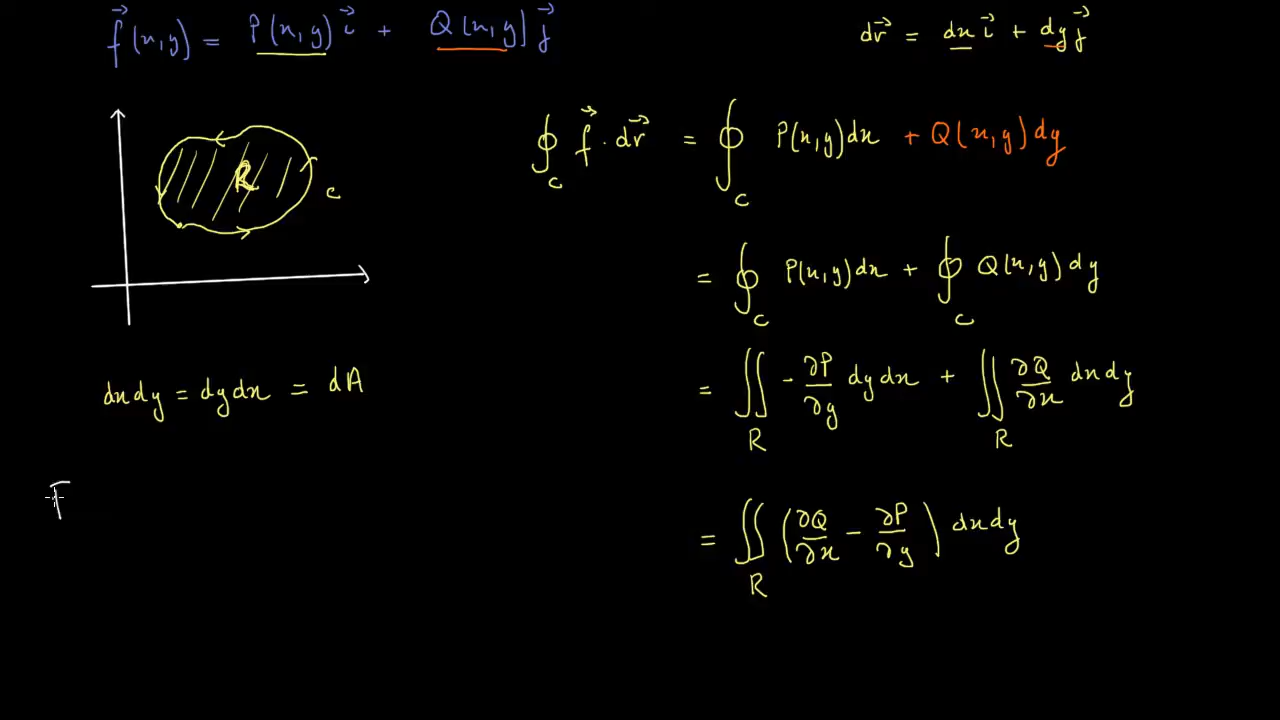 f⃗(x,y) = P(x,y) i⃗ + Q(x,y) j⃗
dr⃗ = dx i⃗ + dy j⃗
R
c
∮_C f⃗ · dr⃗ = ∮_C P(x,y)dx + Q(x,y)dy
= ∮_C P(x,y)dx + ∮_C Q(x,y)dy
dxdy = dydx = dA
= ∬_R -∂P/∂y dydx + ∬_R ∂Q/∂x dxdy
= ∬_R (∂Q/∂x - ∂P/∂y) dxdy